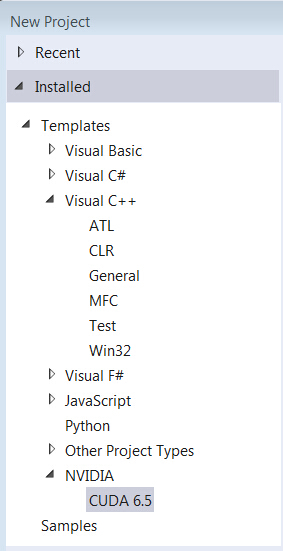 New Project
Recent
Installed
Templates
Visual Basic
Visual C#
Visual C++
ATL
CLR
General
MFC
Test
Win32
Visual F#
JavaScript
Python
Other Project Types
NVIDIA
CUDA 6.5
Samples